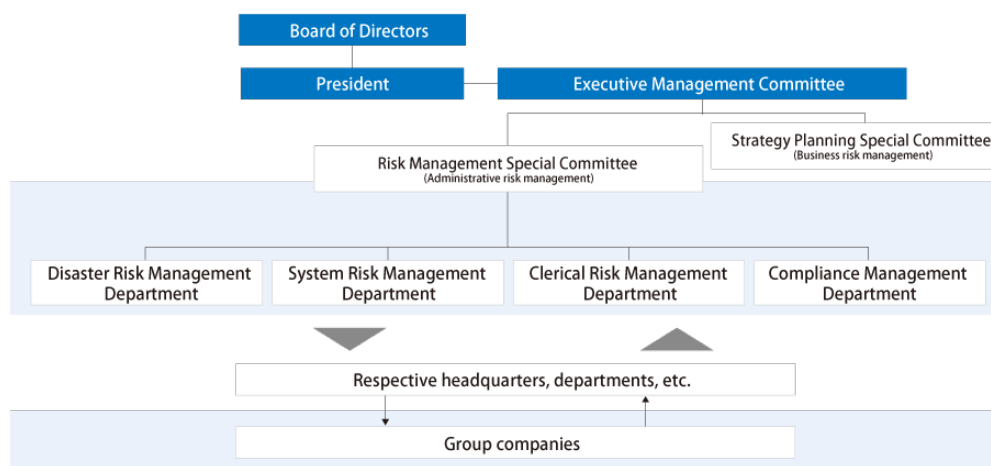 Board of Directors
President
Executive Management Committee
Strategy Planning Special Committee
(Business risk management)
Risk Management Special Committee
(Administrative risk management)
Disaster Risk Management
Department
System Risk Management
Department
Clerical Risk Management
Department
Compliance Management
Department
Respective headquarters, departments, etc.
Group companies